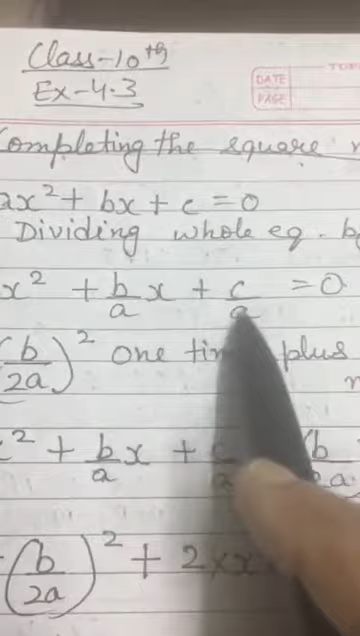 Class-10th
Ex-4.3
TOPIC
DATE
PAGE
Completing the square
ax² + bx + c = 0
Dividing whole eq.
x² + b/a x + c/a = 0
(b/2a)² one plus
x² + b/a x +
(b/2a)² + 2 × x